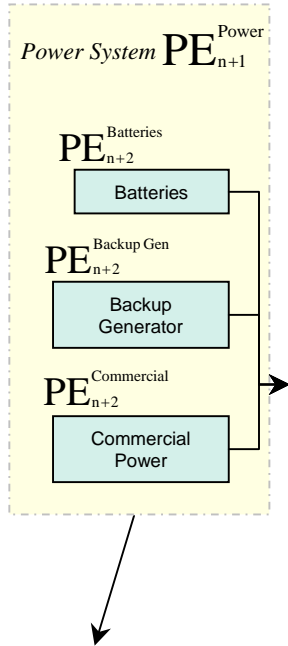 Power System PE n+1 Power
PE n+2 Batteries
Batteries
PE n+2 Backup Gen
Backup
Generator
PE n+2 Commercial
Commercial
Power